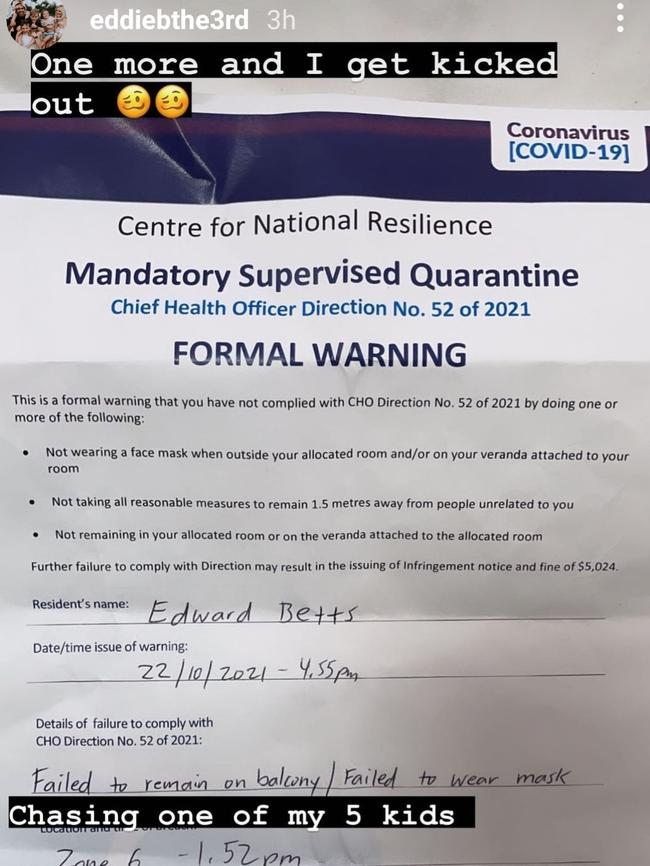 eddiebthe3rd 3h
One more and I get kicked
out 🥴🥴
Coronavirus
[COVID-19]
Centre for National Resilience
Mandatory Supervised Quarantine
Chief Health Officer Direction No. 52 of 2021
FORMAL WARNING
This is a formal warning that you have not complied with CHO Direction No. 52 of 2021 by doing one or
more of the following:
• Not wearing a face mask when outside your allocated room and/or on your veranda attached to your
room
• Not taking all reasonable measures to remain 1.5 metres away from people unrelated to you
• Not remaining in your allocated room or on the veranda attached to the allocated room
Further failure to comply with Direction may result in the issuing of Infringement notice and fine of $5,024.
Resident's name: Edward Betts
Date/time issue of warning:
22/10/2021 - 4.55pm
Details of failure to comply with
CHO Direction No. 52 of 2021:
Failed to remain on balcony / Failed to wear mask
Chasing one of my 5 kids
Zone 6 - 1.52pm